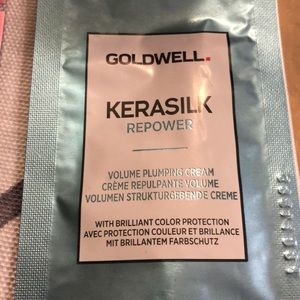 GOLDWELL.
KERASILK
REPOWER
VOLUME PLUMPING CREAM
CRÈME REPULPANTE VOLUME
VOLUMEN STRUKTURGEBENDE CREME
WITH BRILLIANT COLOR PROTECTION
AVEC PROTECTION COULEUR ET BRILLANCE
MIT BRILLANTEM FARBSCHUTZ